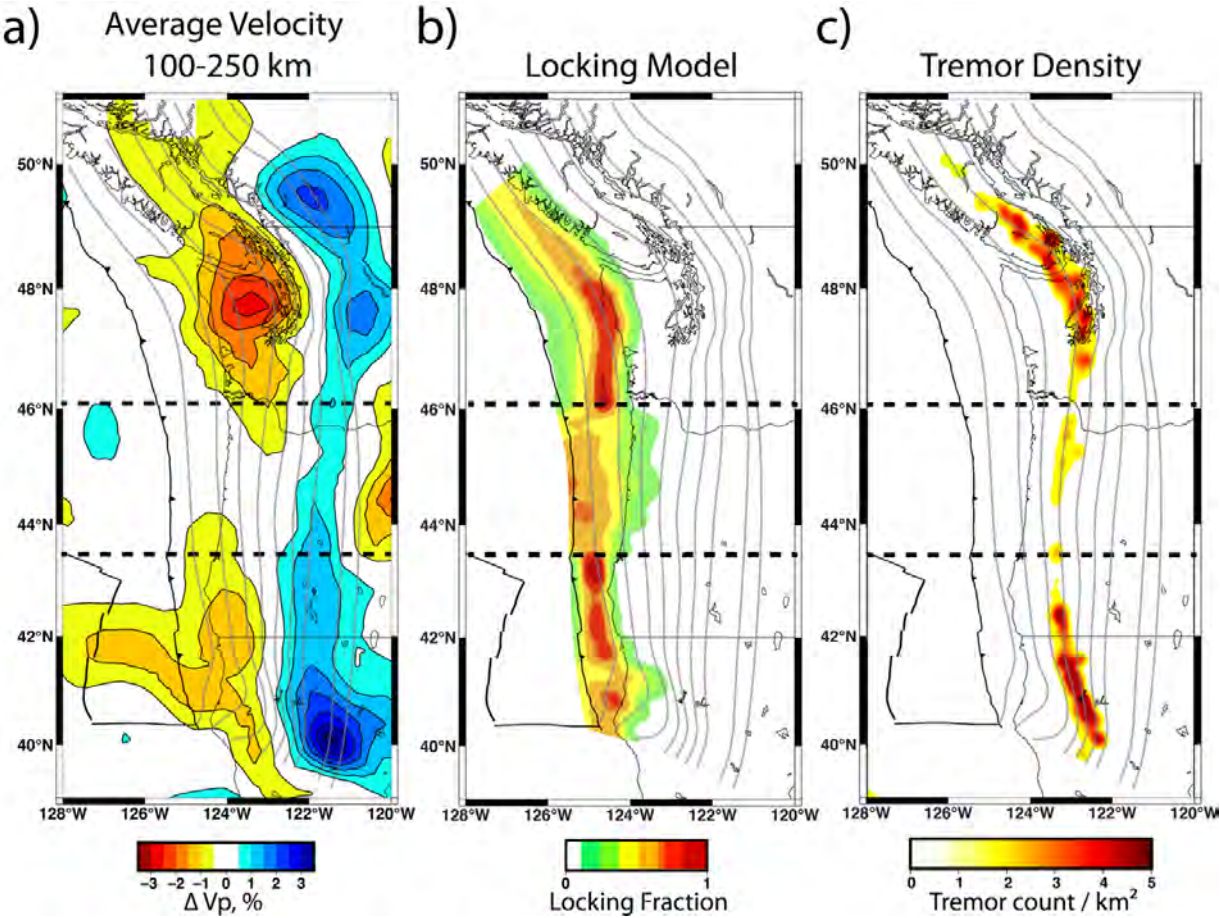 a)
Average Velocity
100-250 km
b)
Locking Model
c)
Tremor Density
50°N
48°N
46°N
44°N
42°N
40°N
128°W 126°W 124°W 122°W 120°W
50°N
48°N
46°N
44°N
42°N
40°N
128°W 126°W 124°W 122°W 120°W
50°N
48°N
46°N
44°N
42°N
40°N
128°W 126°W 124°W 122°W 120°W
−3 −2 −1 0 1 2 3
Δ Vp, %
0 1
Locking Fraction
0 1 2 3 4 5
Tremor count / km²